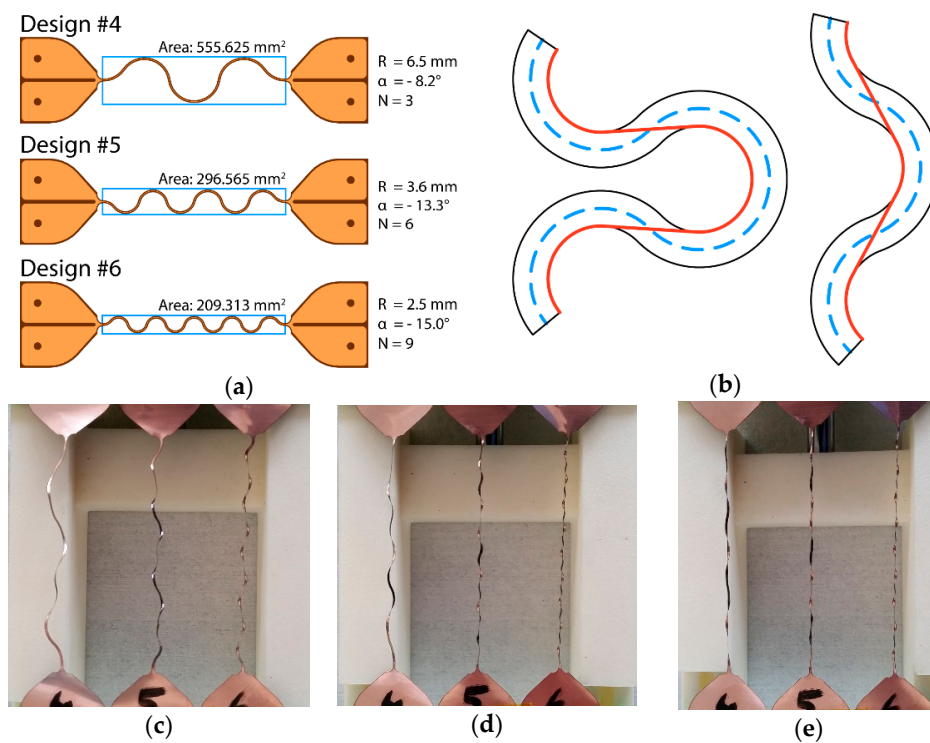 Design #4
Area: 555.625 mm²
R = 6.5 mm
α = - 8.2°
N = 3
Design #5
Area: 296.565 mm²
R = 3.6 mm
α = - 13.3°
N = 6
Design #6
Area: 209.313 mm²
R = 2.5 mm
α = - 15.0°
N = 9
(a)
(b)
4 5 6
5
4 5
(c)
(d)
(e)